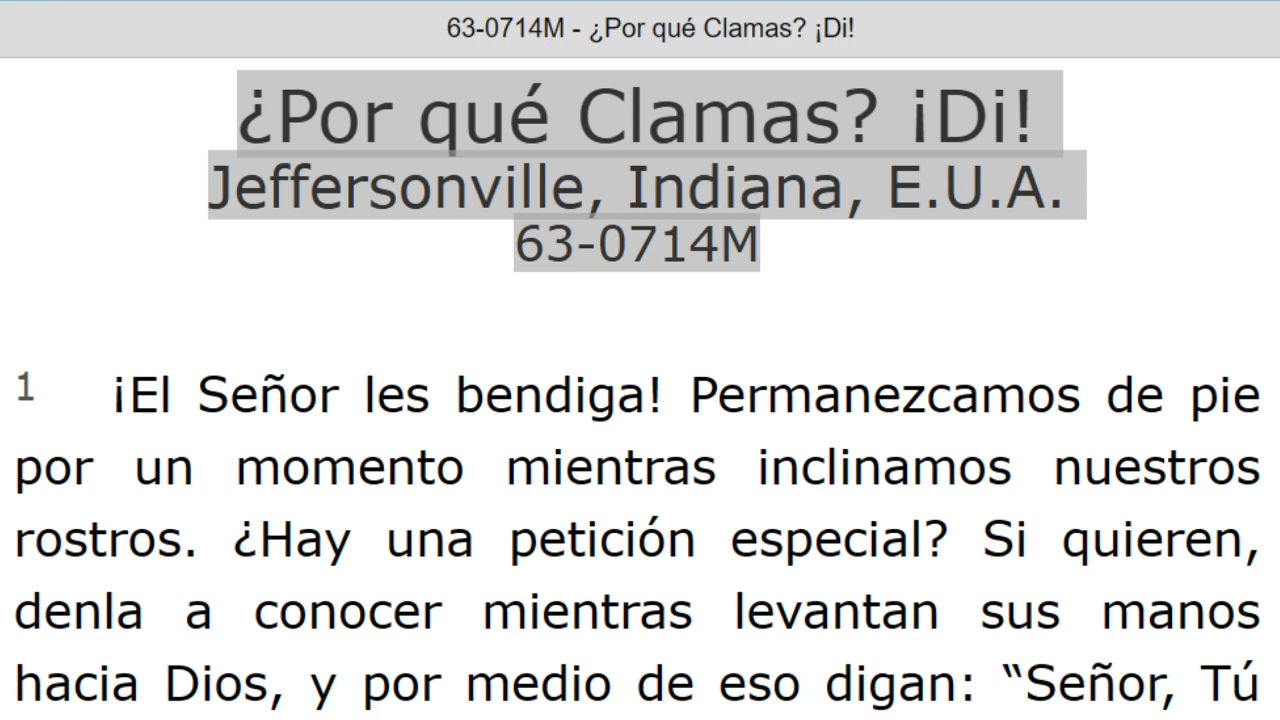 63-0714M - ¿Por qué Clamas? ¡Di!
¿Por qué Clamas? ¡Di!
Jeffersonville, Indiana, E.U.A.
63-0714M
1 ¡El Señor les bendiga! Permanezcamos de pie
por un momento mientras inclinamos nuestros
rostros. ¿Hay una petición especial? Si quieren,
denla a conocer mientras levantan sus manos
hacia Dios, y por medio de eso digan: “Señor, Tú